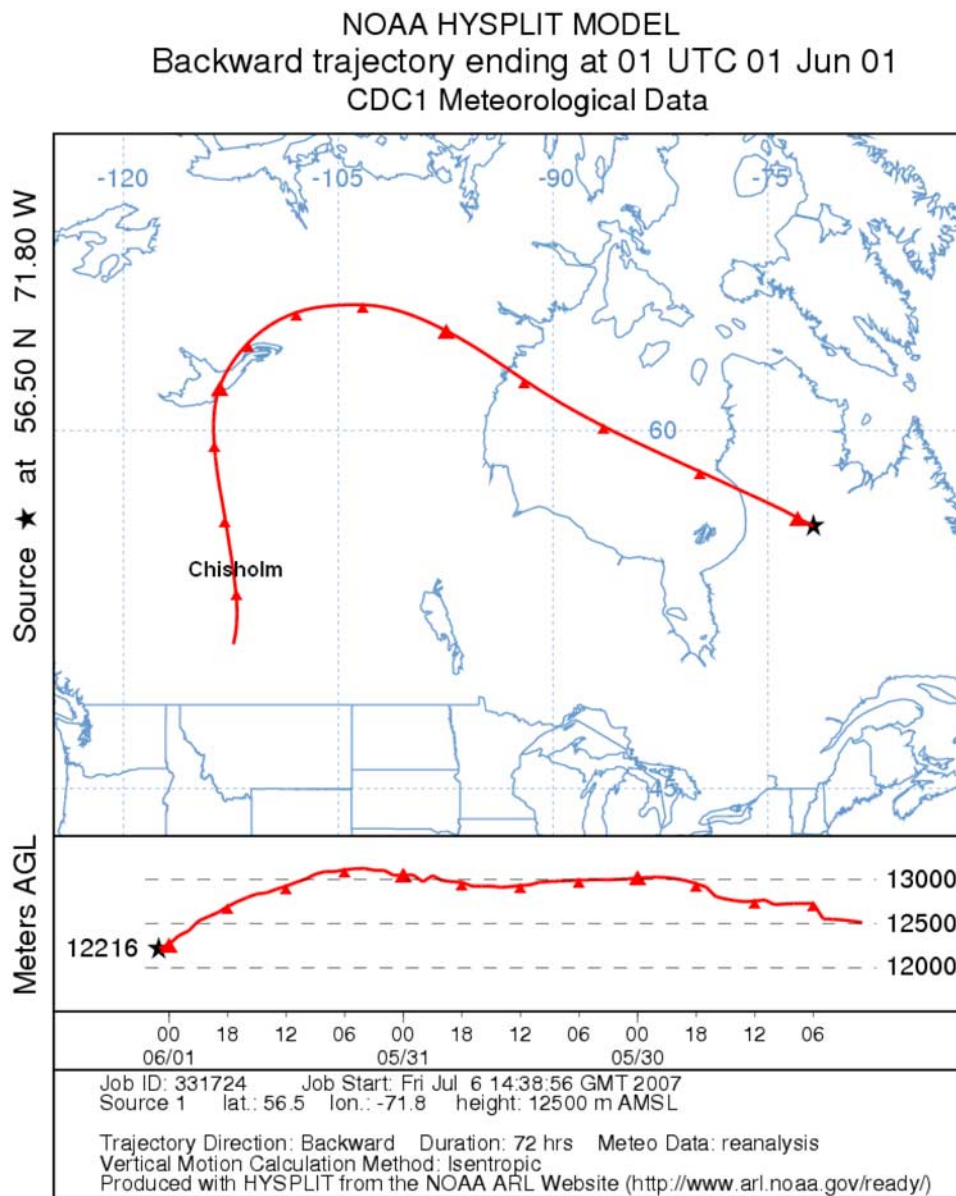 NOAA HYSPLIT MODEL
Backward trajectory ending at 01 UTC 01 Jun 01
CDC1 Meteorological Data
Source ★ at 56.50 N 71.80 W
-120 -105 -90 -75
60
Chisholm
45
Meters AGL
13000
12500
12216
12000
00 18 12 06 00 18 12 06 00 18 12 06
06/01 05/31 05/30
Job ID: 331724 Job Start: Fri Jul 6 14:38:56 GMT 2007
Source 1 lat.: 56.5 lon.: -71.8 height: 12500 m AMSL
Trajectory Direction: Backward Duration: 72 hrs Meteo Data: reanalysis
Vertical Motion Calculation Method: Isentropic
Produced with HYSPLIT from the NOAA ARL Website (http://www.arl.noaa.gov/ready/)